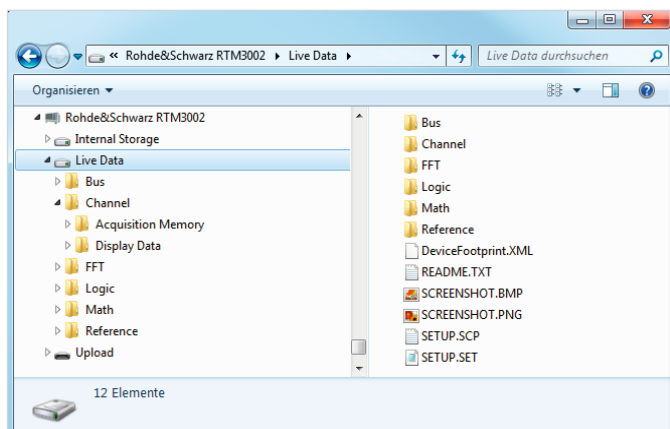 « Rohde&Schwarz RTM3002 ▸ Live Data ▸
Live Data durchsuchen
Organisieren
Rohde&Schwarz RTM3002
Internal Storage
Live Data
Bus
Channel
Acquisition Memory
Display Data
FFT
Logic
Math
Reference
Upload
Bus
Channel
FFT
Logic
Math
Reference
DeviceFootprint.XML
README.TXT
SCREENSHOT.BMP
SCREENSHOT.PNG
SETUP.SCP
SETUP.SET
12 Elemente